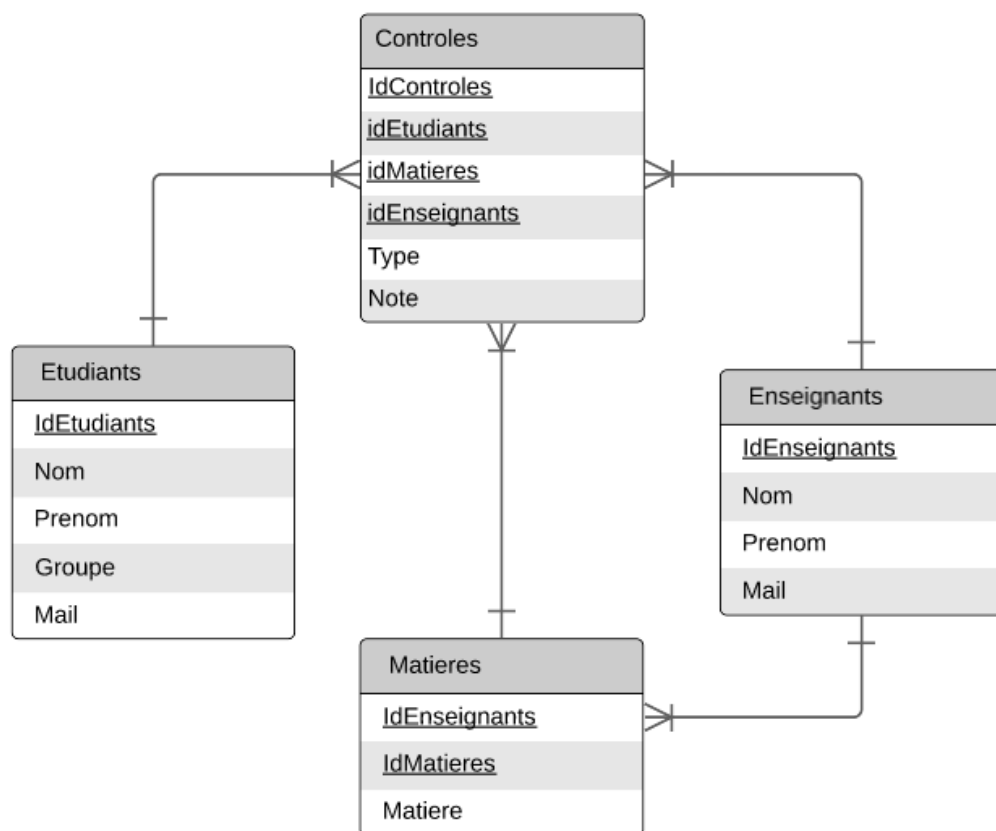 Controles
IdControles
idEtudiants
idMatieres
idEnseignants
Type
Note
Etudiants
IdEtudiants
Nom
Prenom
Groupe
Mail
Enseignants
IdEnseignants
Nom
Prenom
Mail
Matieres
IdEnseignants
IdMatieres
Matiere